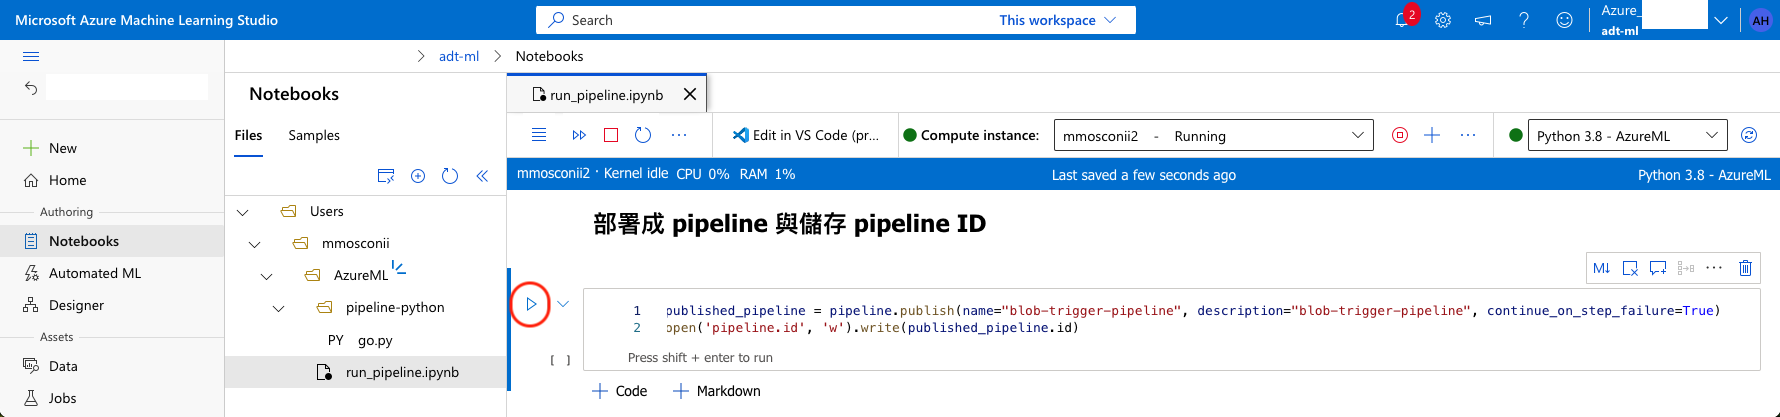 Microsoft Azure Machine Learning Studio
Search
This workspace
2
Azure_
adt-ml
AH
adt-ml
Notebooks
New
Home
Authoring
Notebooks
Automated ML
Designer
Assets
Data
Jobs
Notebooks
Files
Samples
Users
mmosconii
AzureML
pipeline-python
PY go.py
run_pipeline.ipynb
run_pipeline.ipynb
Edit in VS Code (pr...
Compute instance:
mmosconii2 - Running
Python 3.8 - AzureML
mmosconii2 · Kernel idle CPU 0% RAM 1%
Last saved a few seconds ago
Python 3.8 - AzureML
部署成 pipeline 與儲存 pipeline ID
M↓
1 published_pipeline = pipeline.publish(name="blob-trigger-pipeline", description="blob-trigger-pipeline", continue_on_step_failure=True)
2 open('pipeline.id', 'w').write(published_pipeline.id)
Press shift + enter to run
[ ]
Code
Markdown